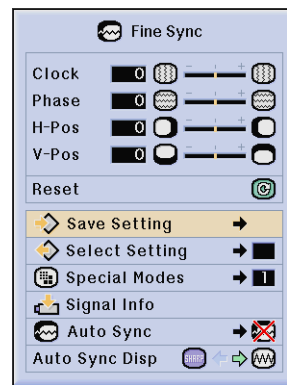 Fine Sync
Clock 0 - +
Phase 0 - +
H-Pos 0 - +
V-Pos 0 - +
Reset
Save Setting
Select Setting
Special Modes 1
Signal Info
Auto Sync
Auto Sync Disp SHARP